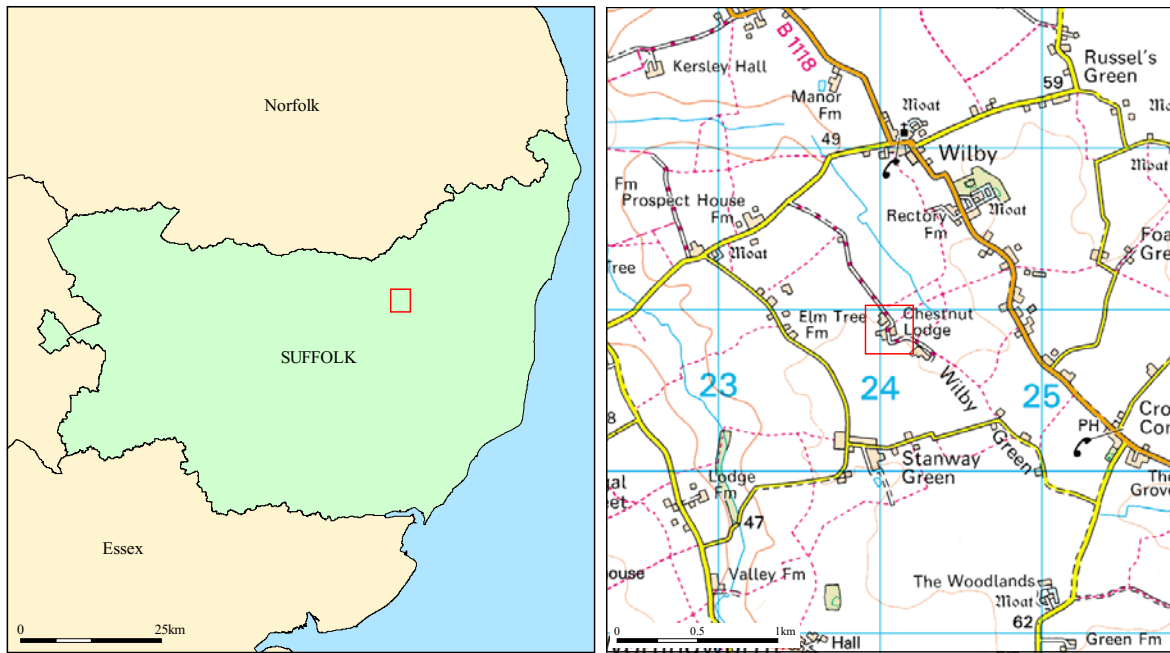 Norfolk
SUFFOLK
Essex
0
25km
B 1118
Kersley Hall
Russel's
Green
59
Manor
Fm
Moat
49
Wilby
Moat
Fm
Prospect House
Fm
Rectory
Fm
Moat
Moat
Tree
Elm Tree
Fm
Chestnut
Lodge
23
24
25
Wilby
Green
PH
Stanway
Green
Lodge
Fm
47
Valley Fm
The Woodlands
Moat
62
Green Fm
Hall
0
0.5
1km